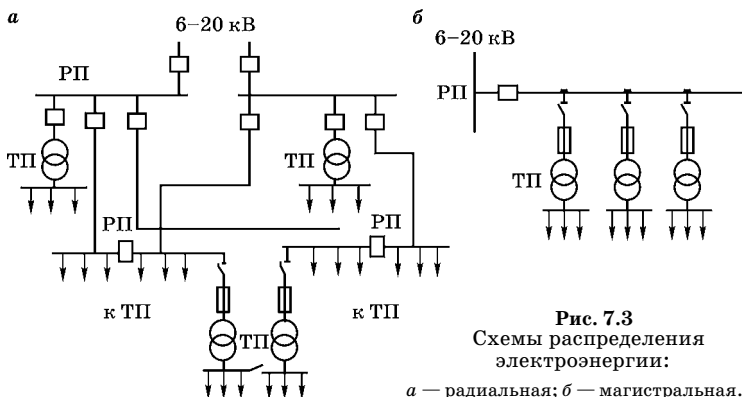 а
6–20 кВ
РП
ТП
ТП
РП
РП
к ТП
ТП
к ТП
б
6–20 кВ
РП
ТП
Рис. 7.3
Схемы распределения
электроэнергии:
а — радиальная; б — магистральная.